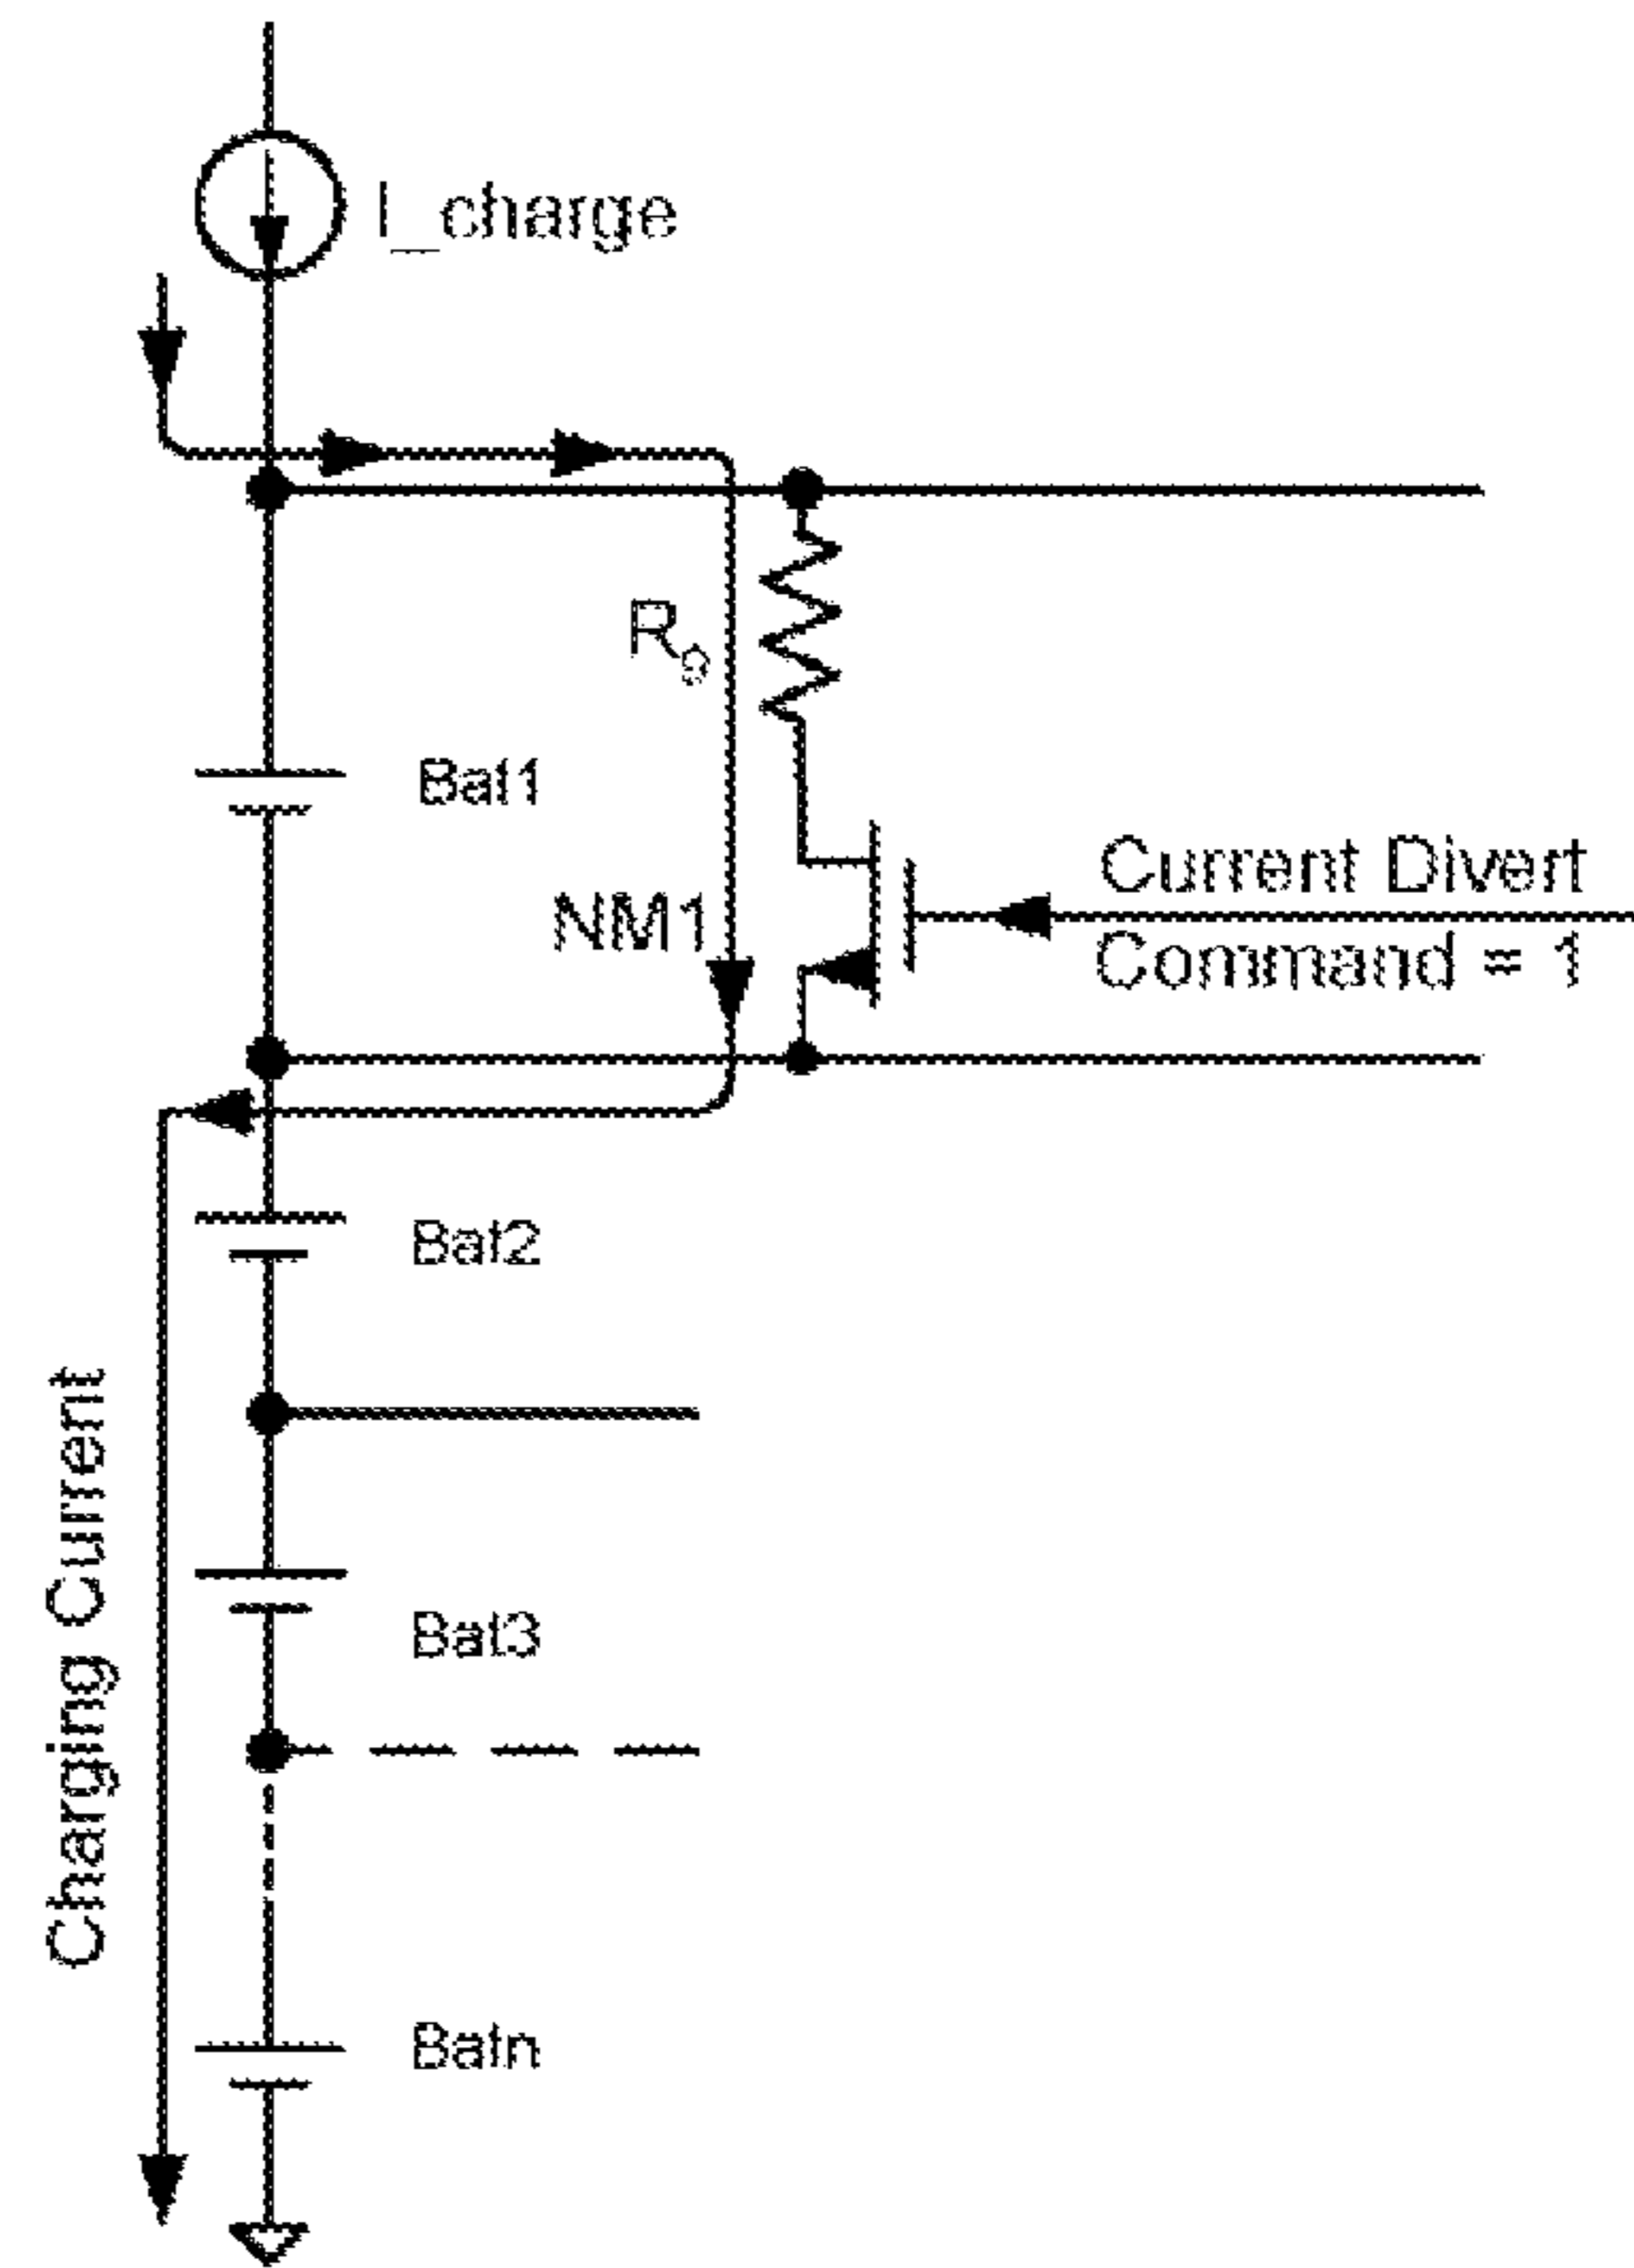 I_charge
R₉
Bat1
NM1
Current Divert
Command = 1
Bat2
Bat3
Batn
Charging Current